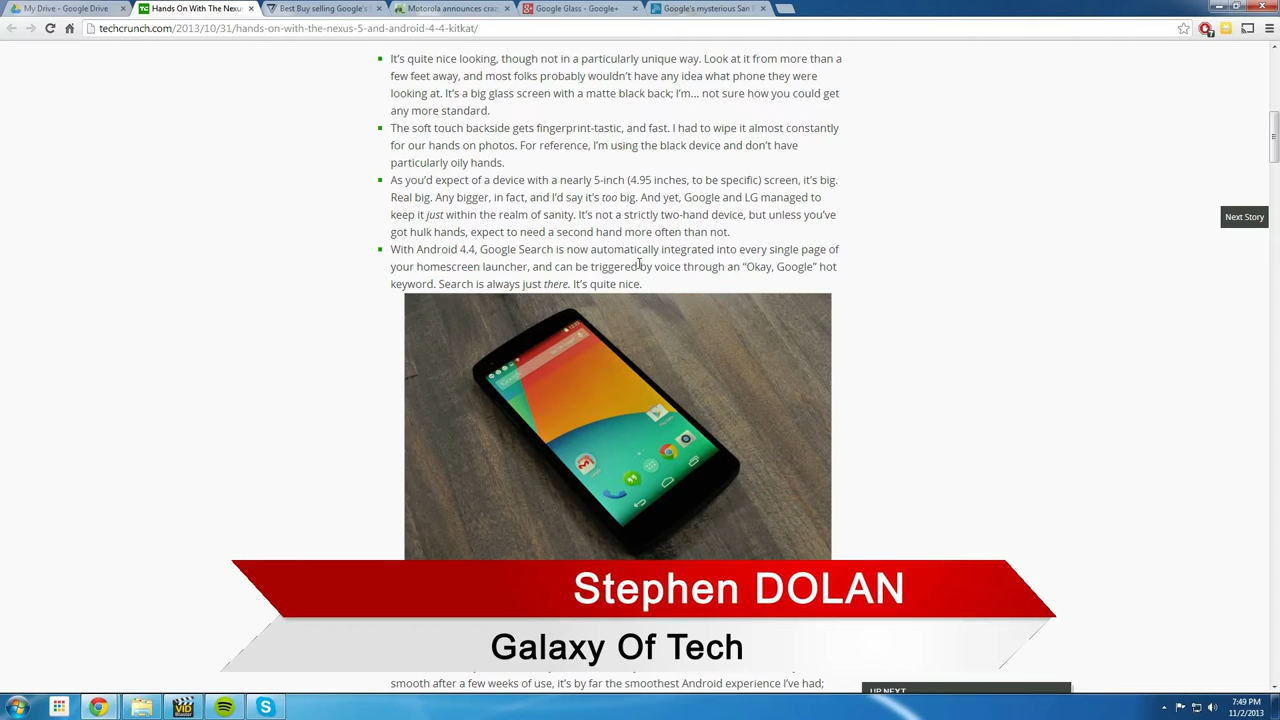 My Drive - Google Drive
Hands On With The Nexus
Best Buy selling Google's
Motorola announces craz
Google Glass - Google+
Google's mysterious San F
techcrunch.com/2013/10/31/hands-on-with-the-nexus-5-and-android-4-4-kitkat/
It's quite nice looking, though not in a particularly unique way. Look at it from more than a
few feet away, and most folks probably wouldn't have any idea what phone they were
looking at. It's a big glass screen with a matte black back; I'm... not sure how you could get
any more standard.
The soft touch backside gets fingerprint-tastic, and fast. I had to wipe it almost constantly
for our hands on photos. For reference, I'm using the black device and don't have
particularly oily hands.
As you'd expect of a device with a nearly 5-inch (4.95 inches, to be specific) screen, it's big.
Real big. Any bigger, in fact, and I'd say it's too big. And yet, Google and LG managed to
keep it just within the realm of sanity. It's not a strictly two-hand device, but unless you've
got hulk hands, expect to need a second hand more often than not.
Next Story
With Android 4.4, Google Search is now automatically integrated into every single page of
your homescreen launcher, and can be triggered by voice through an "Okay, Google" hot
keyword. Search is always just there. It's quite nice.
Google
Stephen DOLAN
Galaxy Of Tech
smooth after a few weeks of use, it's by far the smoothest Android experience I've had;
UP NEXT
7:49 PM
11/2/2013